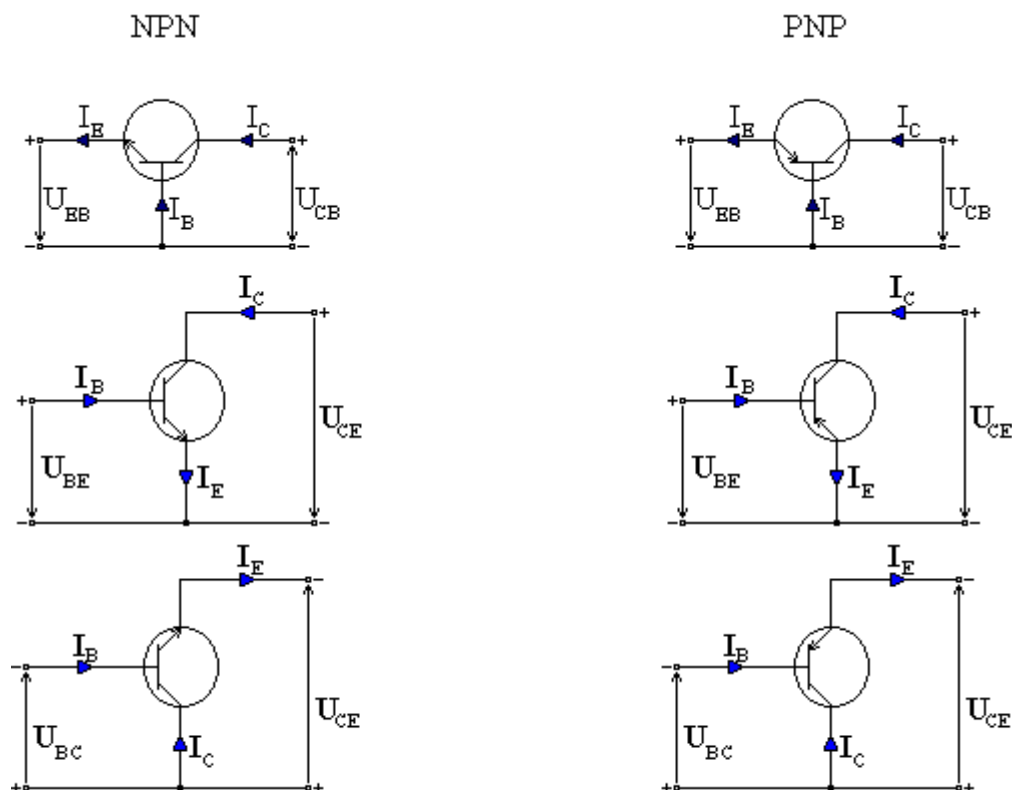 NPN PNP
I_E I_C I_E I_C
+ + + +
U_EB I_B U_CB U_EB I_B U_CB
− − − −
I_C I_C
+ +
I_B I_B
+ U_CE + U_CE
U_BE I_E U_BE I_E
− − − −
I_E I_E
− −
I_B I_B
− U_CE − U_CE
U_BC I_C U_BC I_C
+ + + +